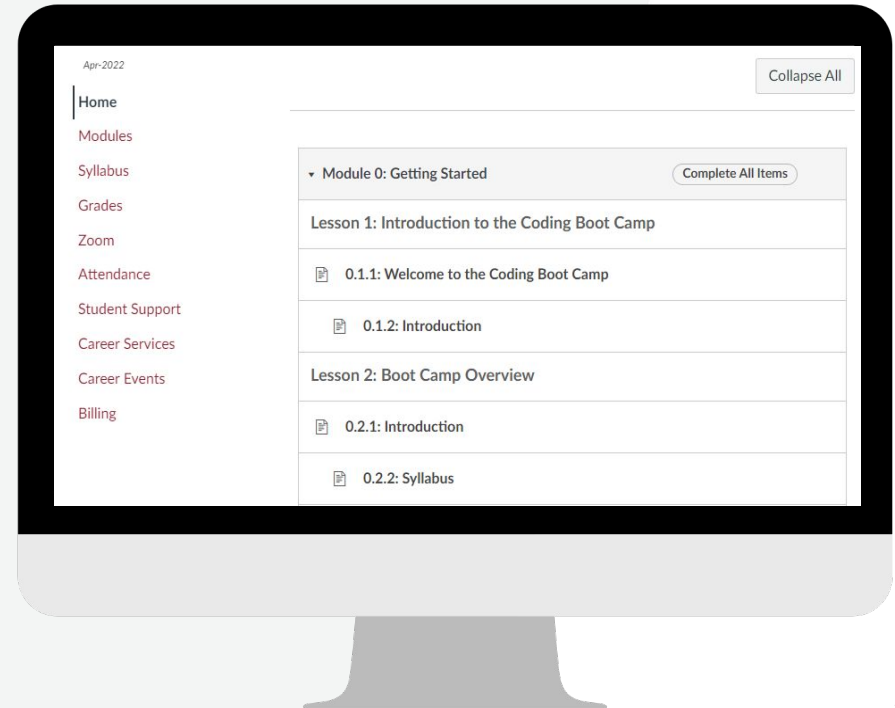 Apr-2022
Home
Modules
Syllabus
Grades
Zoom
Attendance
Student Support
Career Services
Career Events
Billing
Collapse All
Module 0: Getting Started
Complete All Items
Lesson 1: Introduction to the Coding Boot Camp
0.1.1: Welcome to the Coding Boot Camp
0.1.2: Introduction
Lesson 2: Boot Camp Overview
0.2.1: Introduction
0.2.2: Syllabus